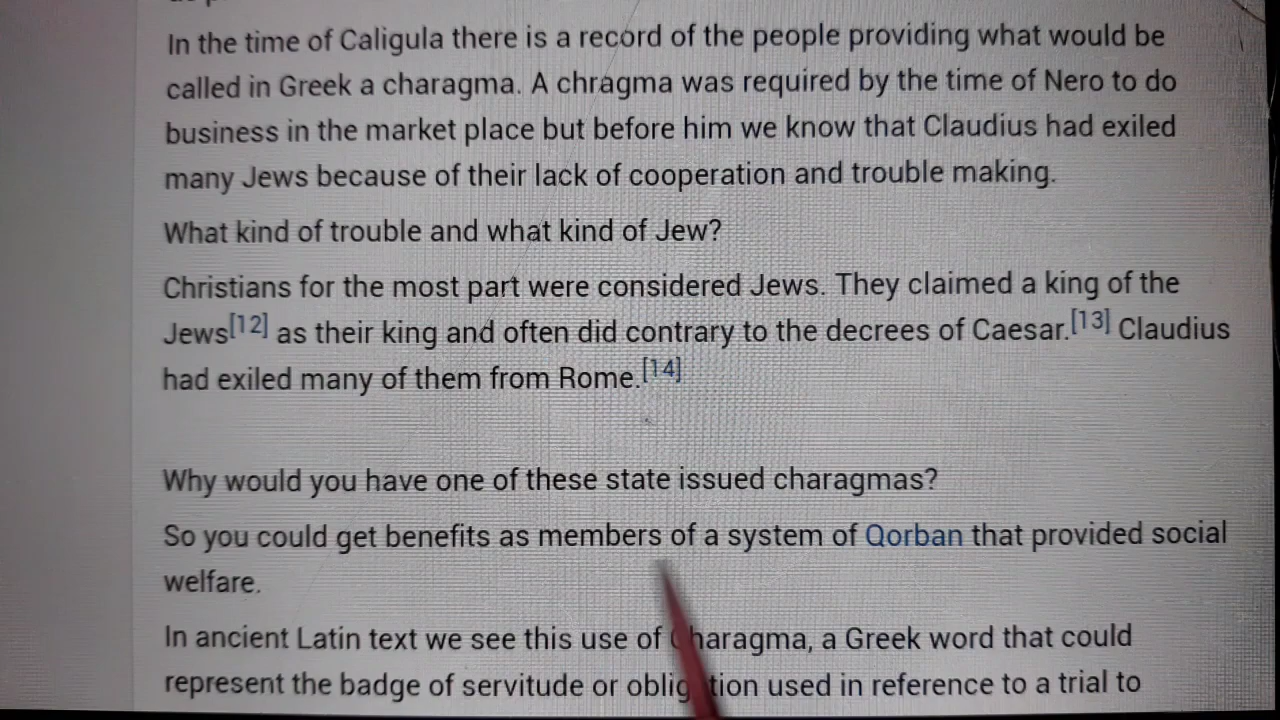 In the time of Caligula there is a record of the people providing what would be
called in Greek a charagma. A chragma was required by the time of Nero to do
business in the market place but before him we know that Claudius had exiled
many Jews because of their lack of cooperation and trouble making.
What kind of trouble and what kind of Jew?
Christians for the most part were considered Jews. They claimed a king of the
Jews[12] as their king and often did contrary to the decrees of Caesar.[13] Claudius
had exiled many of them from Rome.[14]
Why would you have one of these state issued charagmas?
So you could get benefits as members of a system of Qorban that provided social
welfare.
In ancient Latin text we see this use of Charagma, a Greek word that could
represent the badge of servitude or obligation used in reference to a trial to